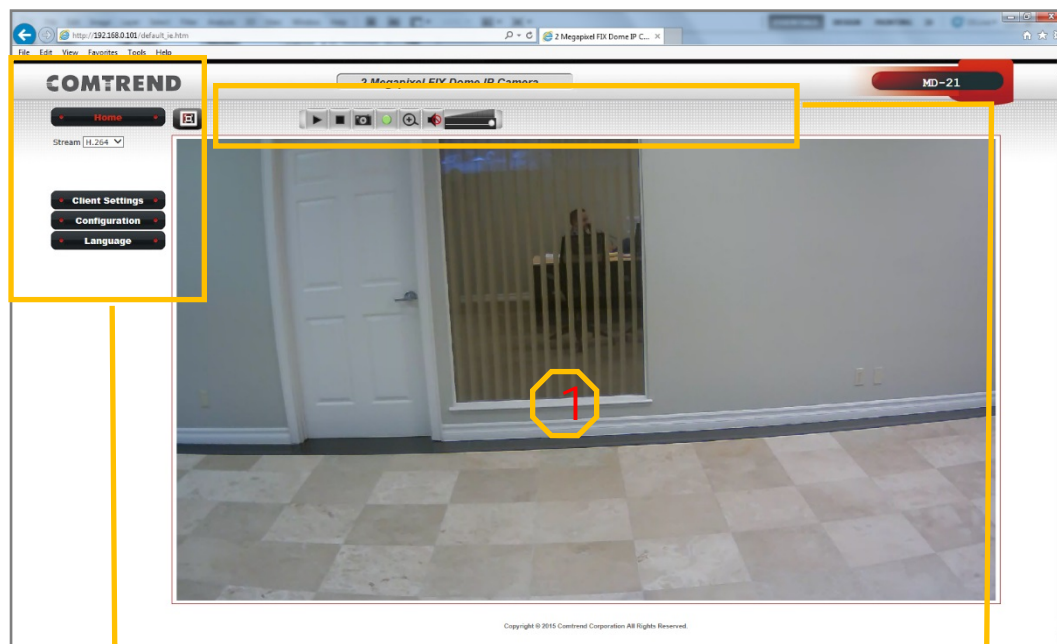 http://192.168.0.101/default_ie.htm
2 Megapixel FIX Dome IP C...
File Edit View Favorites Tools Help
COMTREND
2 Megapixel FIX Dome IP Camera
MD-21
Home
Stream H.264
Client Settings
Configuration
Language
1
Copyright © 2015 Comtrend Corporation All Rights Reserved.